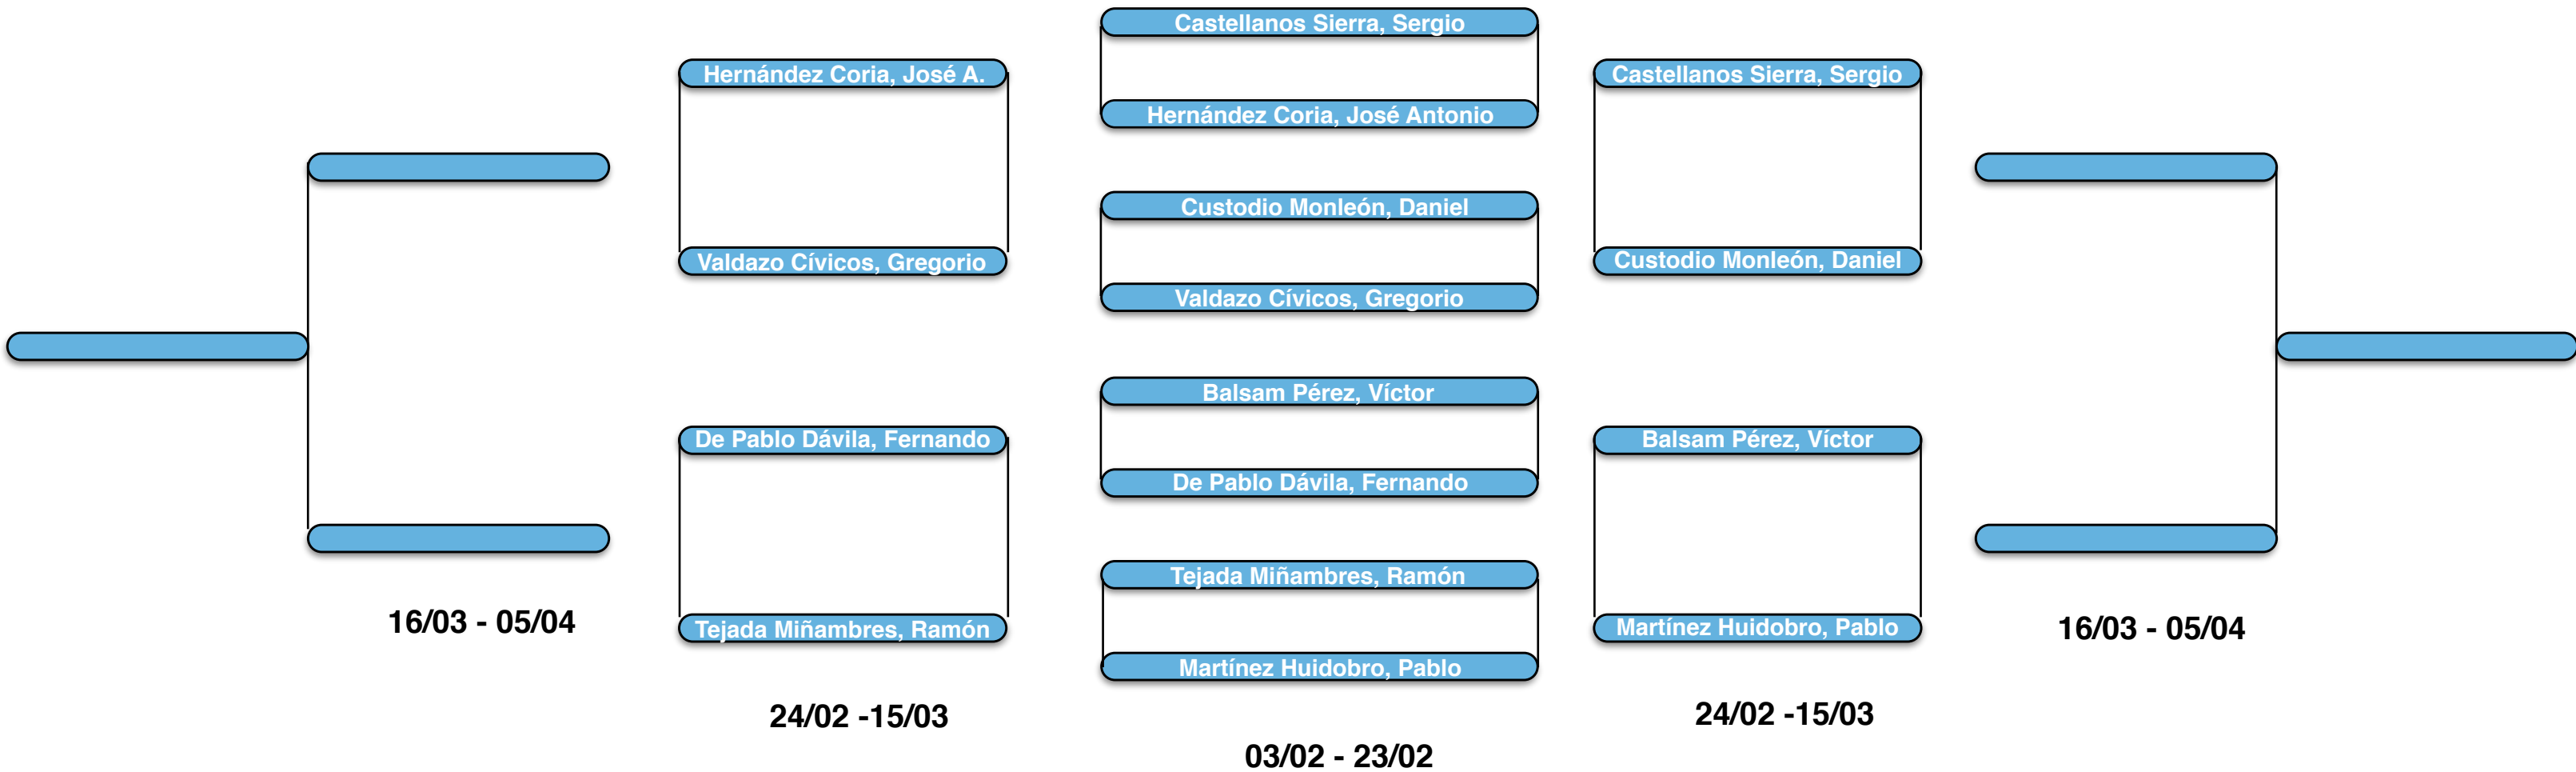 Castellanos Sierra, Sergio
Hernández Coria, José A.
Castellanos Sierra, Sergio
Hernández Coria, José Antonio
Custodio Monleón, Daniel
Valdazo Cívicos, Gregorio
Custodio Monleón, Daniel
Valdazo Cívicos, Gregorio
Balsam Pérez, Víctor
De Pablo Dávila, Fernando
Balsam Pérez, Víctor
De Pablo Dávila, Fernando
Tejada Miñambres, Ramón
16/03 - 05/04
Tejada Miñambres, Ramón
Martínez Huidobro, Pablo
16/03 - 05/04
Martínez Huidobro, Pablo
24/02 -15/03
24/02 -15/03
03/02 - 23/02